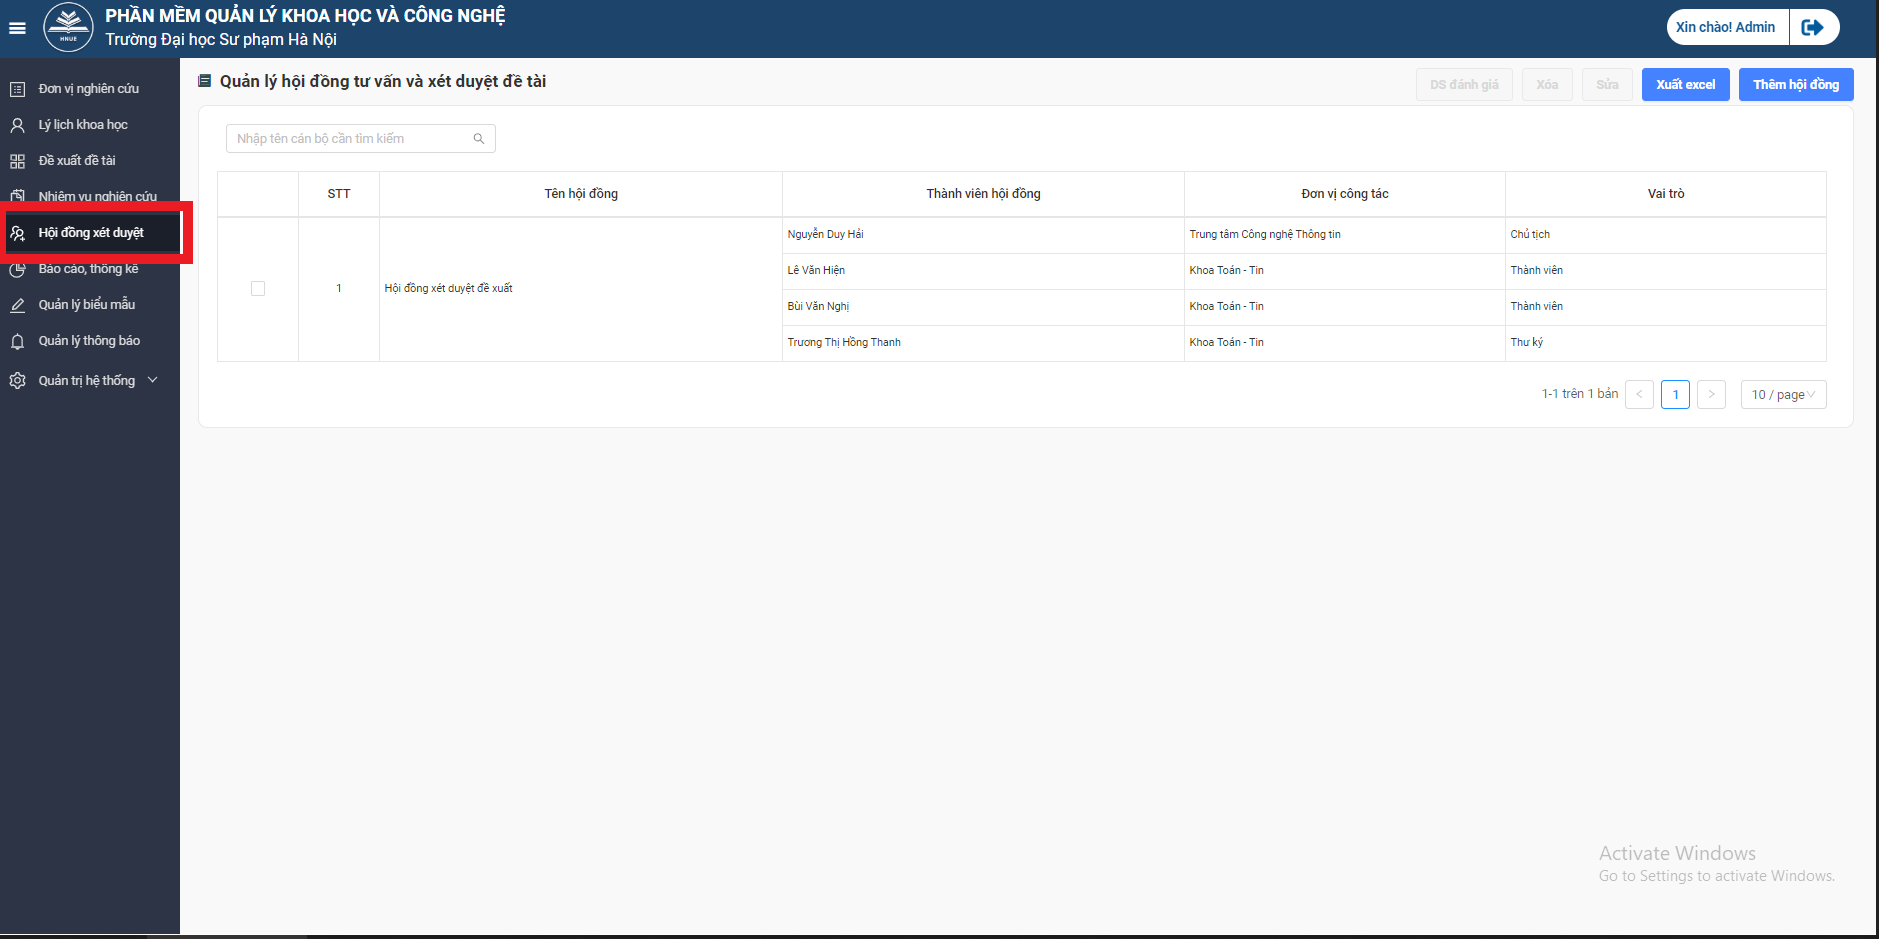 PHẦN MỀM QUẢN LÝ KHOA HỌC VÀ CÔNG NGHỆ
Trường Đại học Sư phạm Hà Nội
HNUE
Xin chào! Admin
Đơn vị nghiên cứu
Lý lịch khoa học
Đề xuất đề tài
Nhiệm vụ nghiên cứu
Hội đồng xét duyệt
Báo cáo, thống kê
Quản lý biểu mẫu
Quản lý thông báo
Quản trị hệ thống
Quản lý hội đồng tư vấn và xét duyệt đề tài
DS đánh giá
Xóa
Sửa
Xuất excel
Thêm hội đồng
Nhập tên cán bộ cần tìm kiếm
STT Tên hội đồng Thành viên hội đồng Đơn vị công tác Vai trò
1 Hội đồng xét duyệt đề xuất
Nguyễn Duy Hải Trung tâm Công nghệ Thông tin Chủ tịch
Lê Văn Hiện Khoa Toán - Tin Thành viên
Bùi Văn Nghị Khoa Toán - Tin Thành viên
Trương Thị Hồng Thanh Khoa Toán - Tin Thư ký
1-1 trên 1 bản < 1 > 10 / page
Activate Windows
Go to Settings to activate Windows.